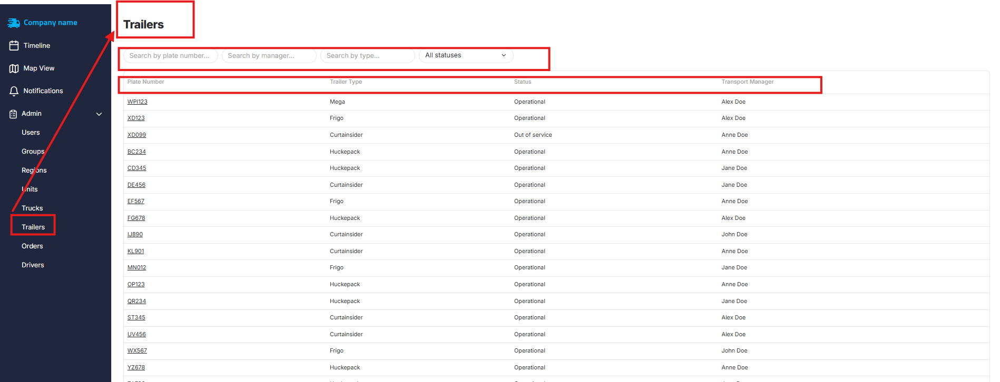 Company name
Timeline
Map View
Notifications
Admin
Users
Groups
Regions
Units
Trucks
Trailers
Orders
Drivers
Trailers
Search by plate number... Search by manager... Search by type... All statuses
Plate Number Trailer Type Status Transport Manager
WPI123 Mega Operational Alex Doe
XD123 Frigo Operational Alex Doe
XD099 Curtainsider Out of service Anne Doe
BC234 Huckepack Operational Anne Doe
CD345 Huckepack Operational Jane Doe
DE456 Curtainsider Operational Jane Doe
EF567 Frigo Operational Anne Doe
FG678 Huckepack Operational Alex Doe
IJ890 Curtainsider Operational John Doe
KL901 Curtainsider Operational Anne Doe
MN012 Frigo Operational Jane Doe
OP123 Huckepack Operational Anne Doe
QR234 Huckepack Operational Jane Doe
ST345 Curtainsider Operational Alex Doe
UV456 Curtainsider Operational Alex Doe
WX567 Frigo Operational John Doe
YZ678 Huckepack Operational Anne Doe